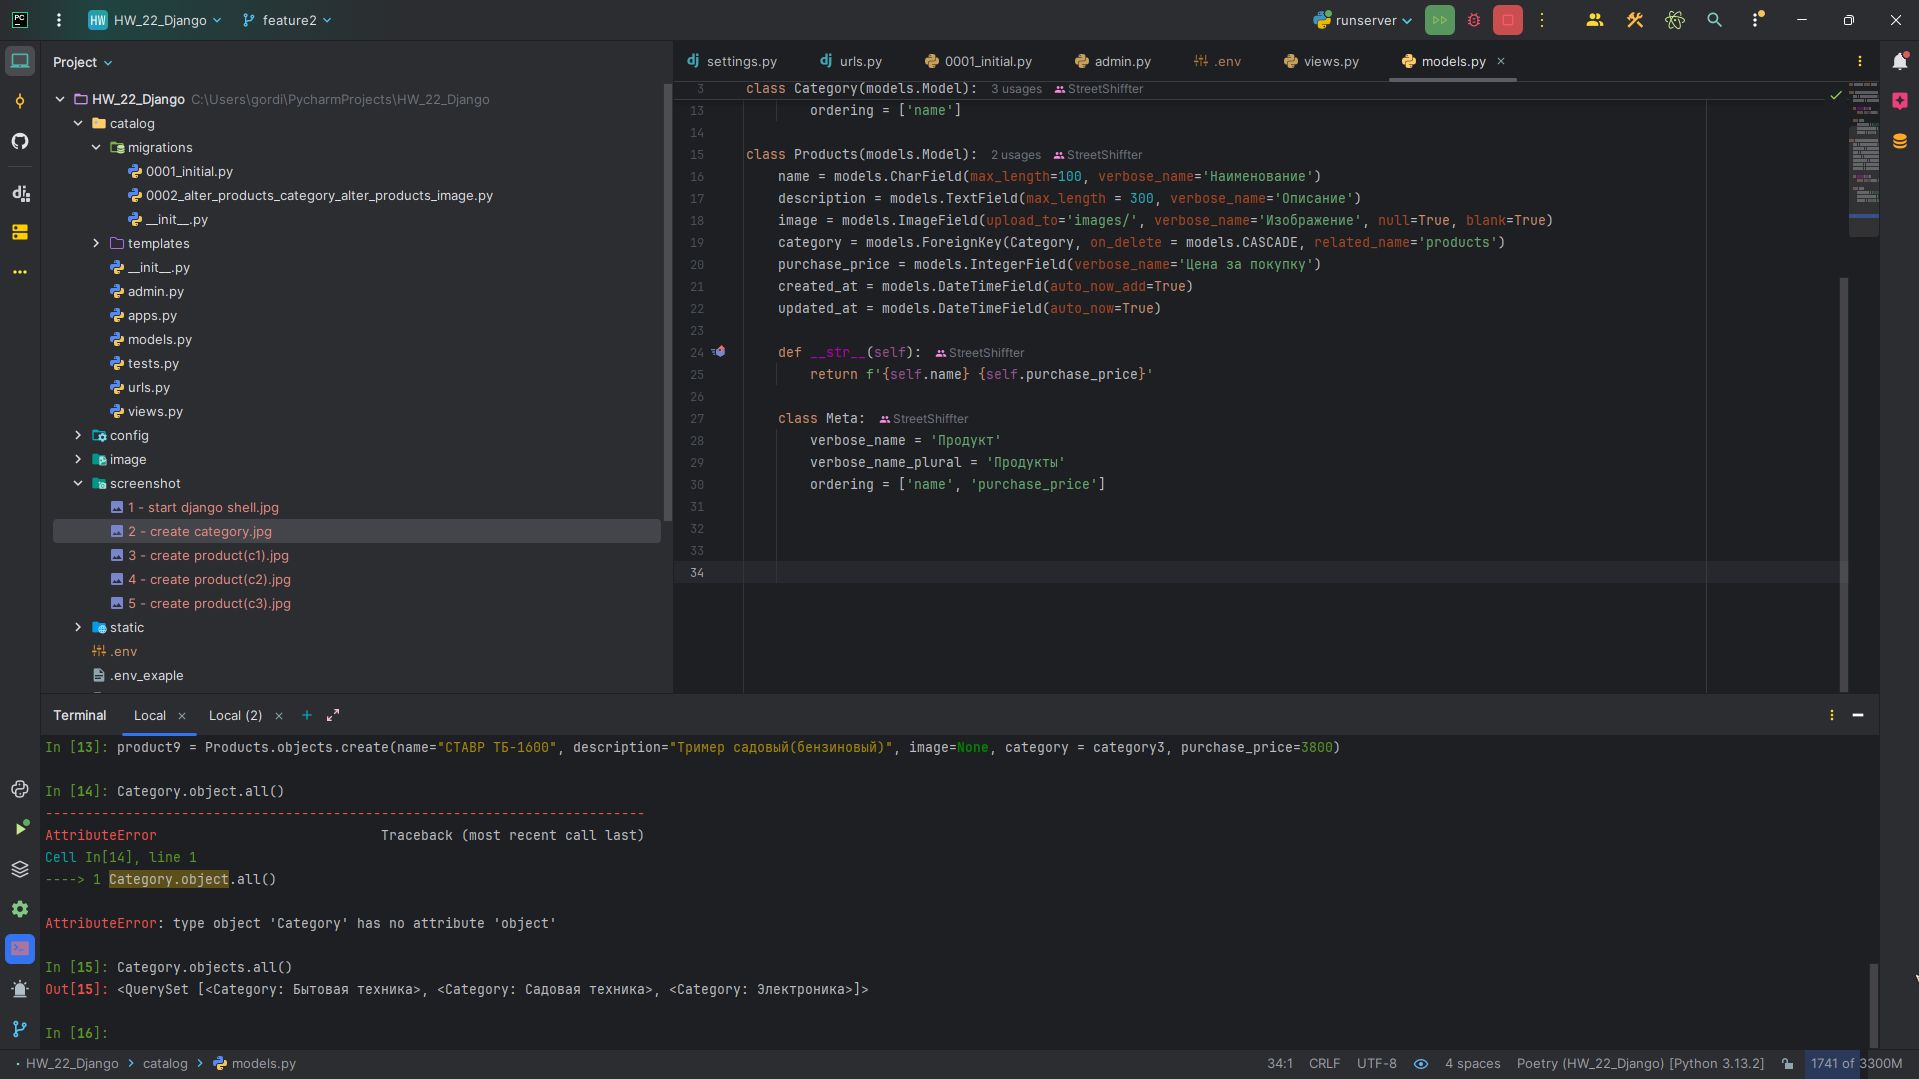 PC HW HW_22_Django feature2 runserver
Project
HW_22_Django C:\Users\gordi\PycharmProjects\HW_22_Django
catalog
migrations
0001_initial.py
0002_alter_products_category_alter_products_image.py
__init__.py
templates
__init__.py
admin.py
apps.py
models.py
tests.py
urls.py
views.py
config
image
screenshot
1 - start django shell.jpg
2 - create category.jpg
3 - create product(c1).jpg
4 - create product(c2).jpg
5 - create product(c3).jpg
static
.env
.env_exaple
settings.py urls.py 0001_initial.py admin.py .env views.py models.py
3 class Category(models.Model): 3 usages StreetShiffter
13 ordering = ['name']
14
15 class Products(models.Model): 2 usages StreetShiffter
16 name = models.CharField(max_length=100, verbose_name='Наименование')
17 description = models.TextField(max_length = 300, verbose_name='Описание')
18 image = models.ImageField(upload_to='images/', verbose_name='Изображение', null=True, blank=True)
19 category = models.ForeignKey(Category, on_delete = models.CASCADE, related_name='products')
20 purchase_price = models.IntegerField(verbose_name='Цена за покупку')
21 created_at = models.DateTimeField(auto_now_add=True)
22 updated_at = models.DateTimeField(auto_now=True)
23
24 def __str__(self): StreetShiffter
25 return f'{self.name} {self.purchase_price}'
26
27 class Meta: StreetShiffter
28 verbose_name = 'Продукт'
29 verbose_name_plural = 'Продукты'
30 ordering = ['name', 'purchase_price']
31
32
33
34
Terminal Local Local (2)
In [13]: product9 = Products.objects.create(name="СТАВР ТБ-1600", description="Тример садовый(бензиновый)", image=None, category = category3, purchase_price=3800)
In [14]: Category.object.all()
---------------------------------------------------------------------------
AttributeError Traceback (most recent call last)
Cell In[14], line 1
----> 1 Category.object.all()
AttributeError: type object 'Category' has no attribute 'object'
In [15]: Category.objects.all()
Out[15]: <QuerySet [<Category: Бытовая техника>, <Category: Садовая техника>, <Category: Электроника>]>
In [16]:
HW_22_Django catalog models.py 34:1 CRLF UTF-8 4 spaces Poetry (HW_22_Django) [Python 3.13.2] 1741 of 3300M